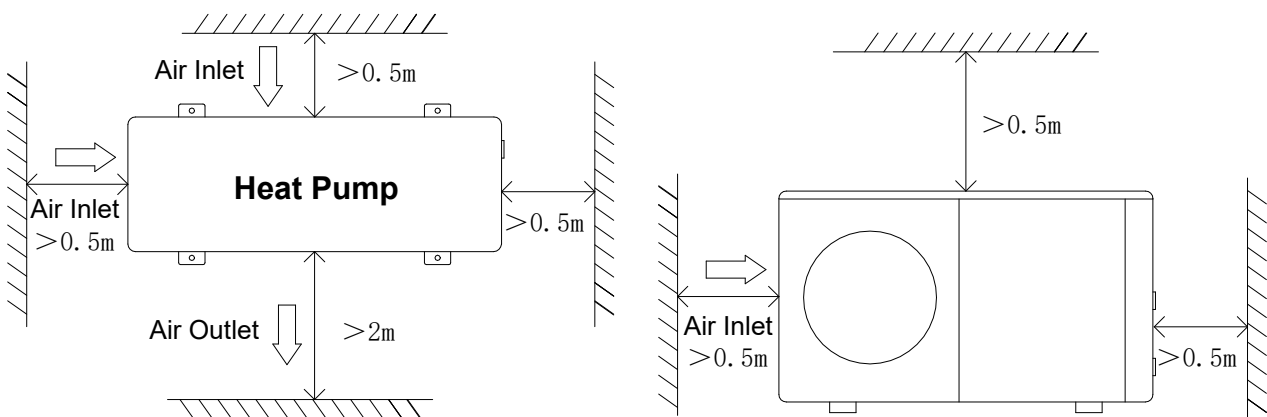 Air Inlet
＞0.5m
Heat Pump
Air Inlet
＞0.5m
＞0.5m
Air Outlet
＞2m
＞0.5m
Air Inlet
＞0.5m
＞0.5m